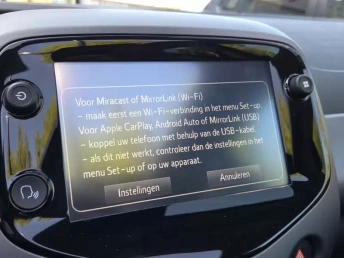 Voor Miracast of MirrorLink (Wi-Fi)
- maak eerst een Wi-Fi-verbinding in het menu Set-up.
Voor Apple CarPlay, Android Auto of MirrorLink (USB)
- koppel uw telefoon met behulp van de USB-kabel.
- als dit niet werkt, controleer dan de instellingen in het
menu Set-up of op uw apparaat.
Instellingen Annuleren